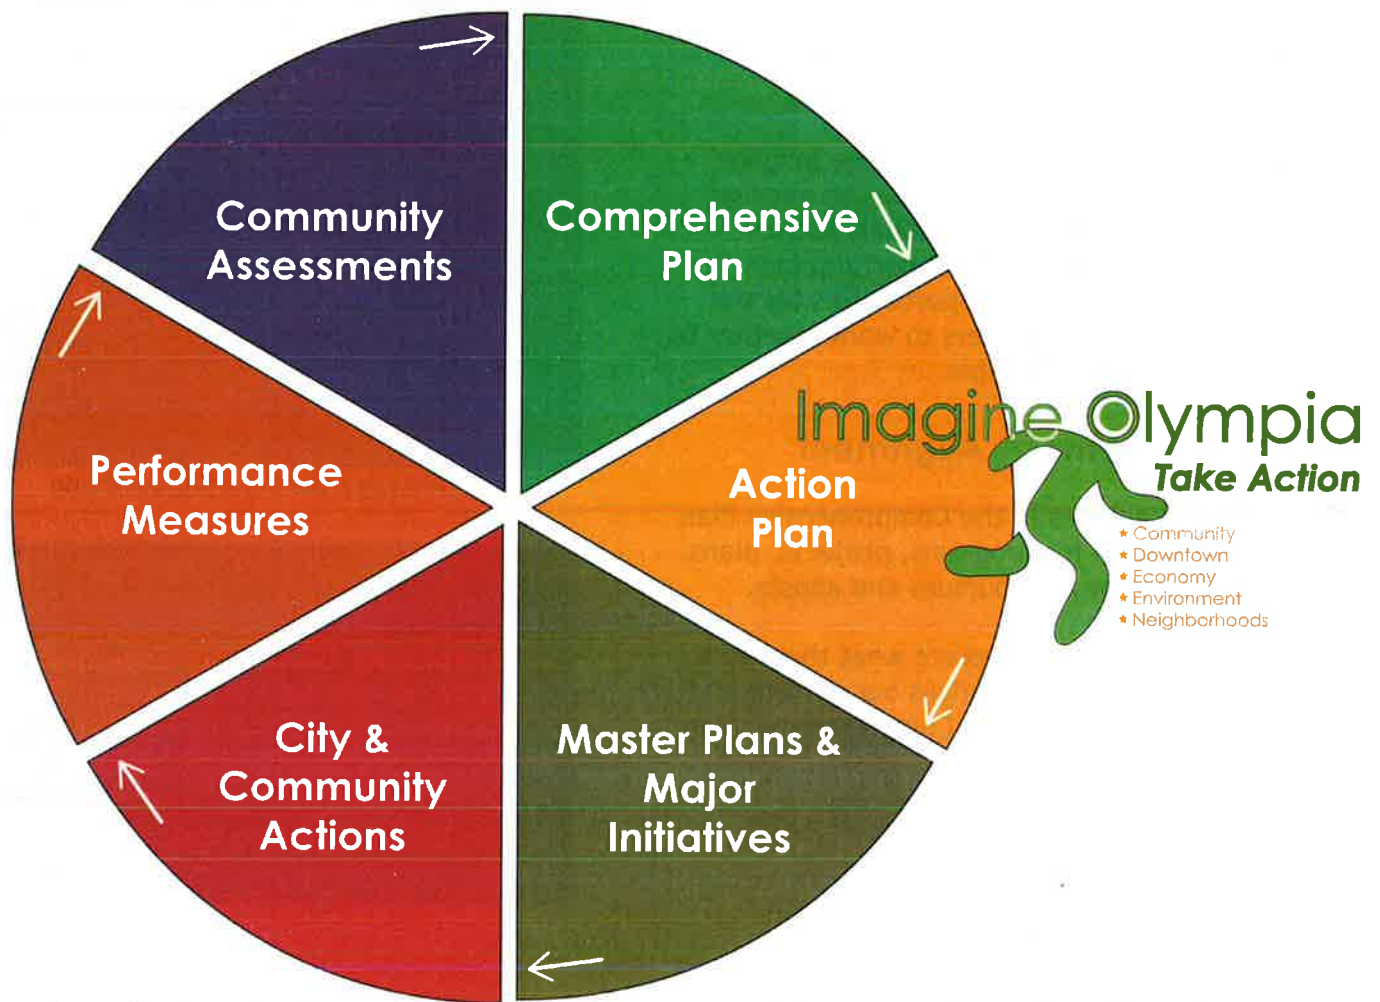 Community
Assessments
Comprehensive
Plan
Imagine Olympia
Take Action
Action
Plan
★ Community
★ Downtown
★ Economy
★ Environment
★ Neighborhoods
Master Plans &
Major
Initiatives
City &
Community
Actions
Performance
Measures